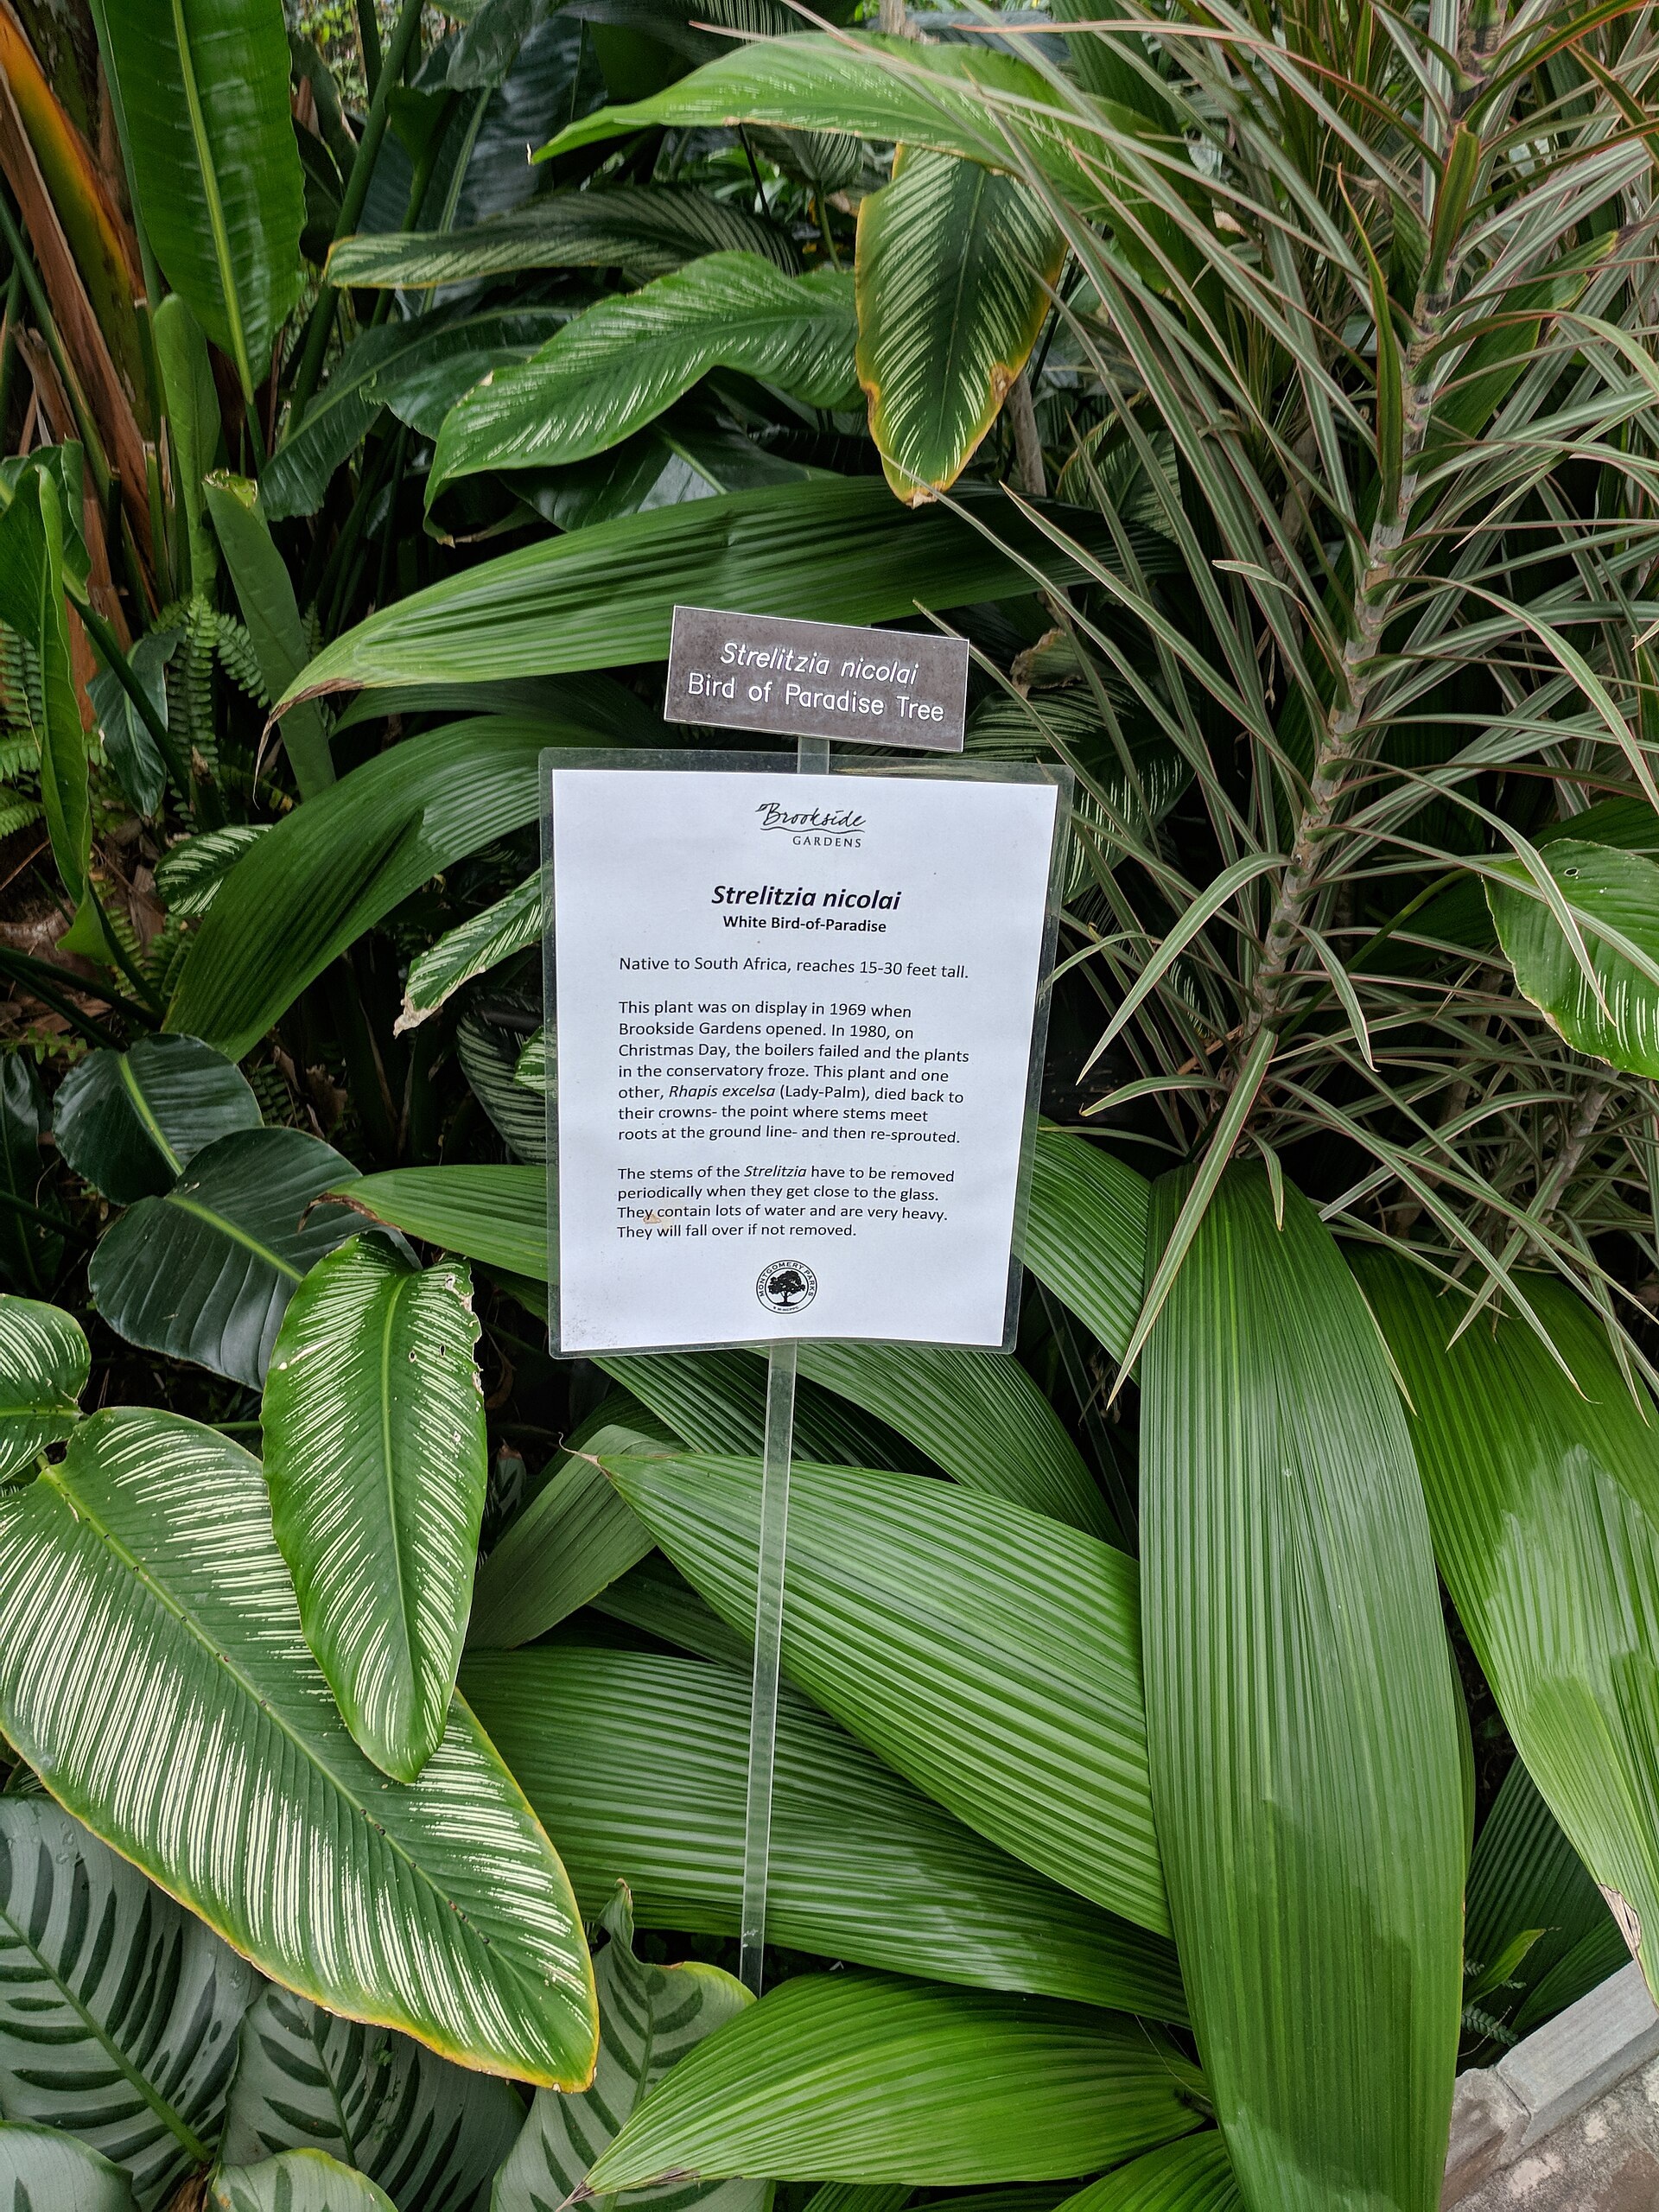 Strelitzia nicolai
Bird of Paradise Tree
Brookside
GARDENS
Strelitzia nicolai
White Bird-of-Paradise
Native to South Africa, reaches 15-30 feet tall.
This plant was on display in 1969 when
Brookside Gardens opened. In 1980, on
Christmas Day, the boilers failed and the plants
in the conservatory froze. This plant and one
other, Rhapis excelsa (Lady-Palm), died back to
their crowns- the point where stems meet
roots at the ground line- and then re-sprouted.
The stems of the Strelitzia have to be removed
periodically when they get close to the glass.
They contain lots of water and are very heavy.
They will fall over if not removed.
MONTGOMERY PARKS